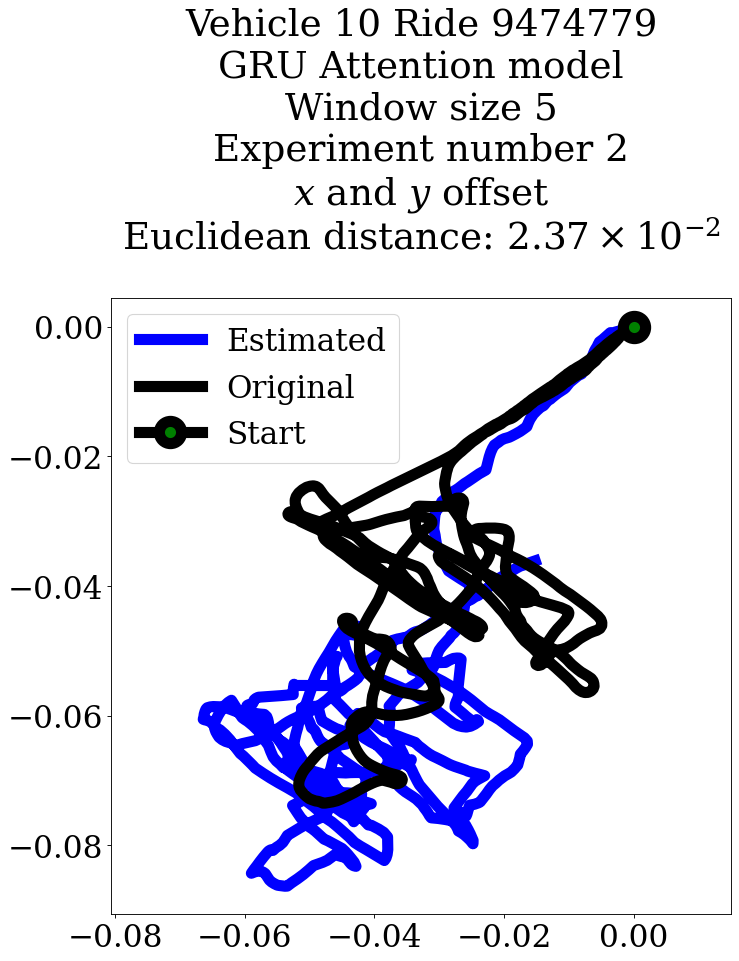 Vehicle 10 Ride 9474779
GRU Attention model
Window size 5
Experiment number 2
x and y offset
Euclidean distance: 2.37 × 10⁻²
Estimated
Original
Start
0.00
−0.02
−0.04
−0.06
−0.08
−0.08 −0.06 −0.04 −0.02 0.00